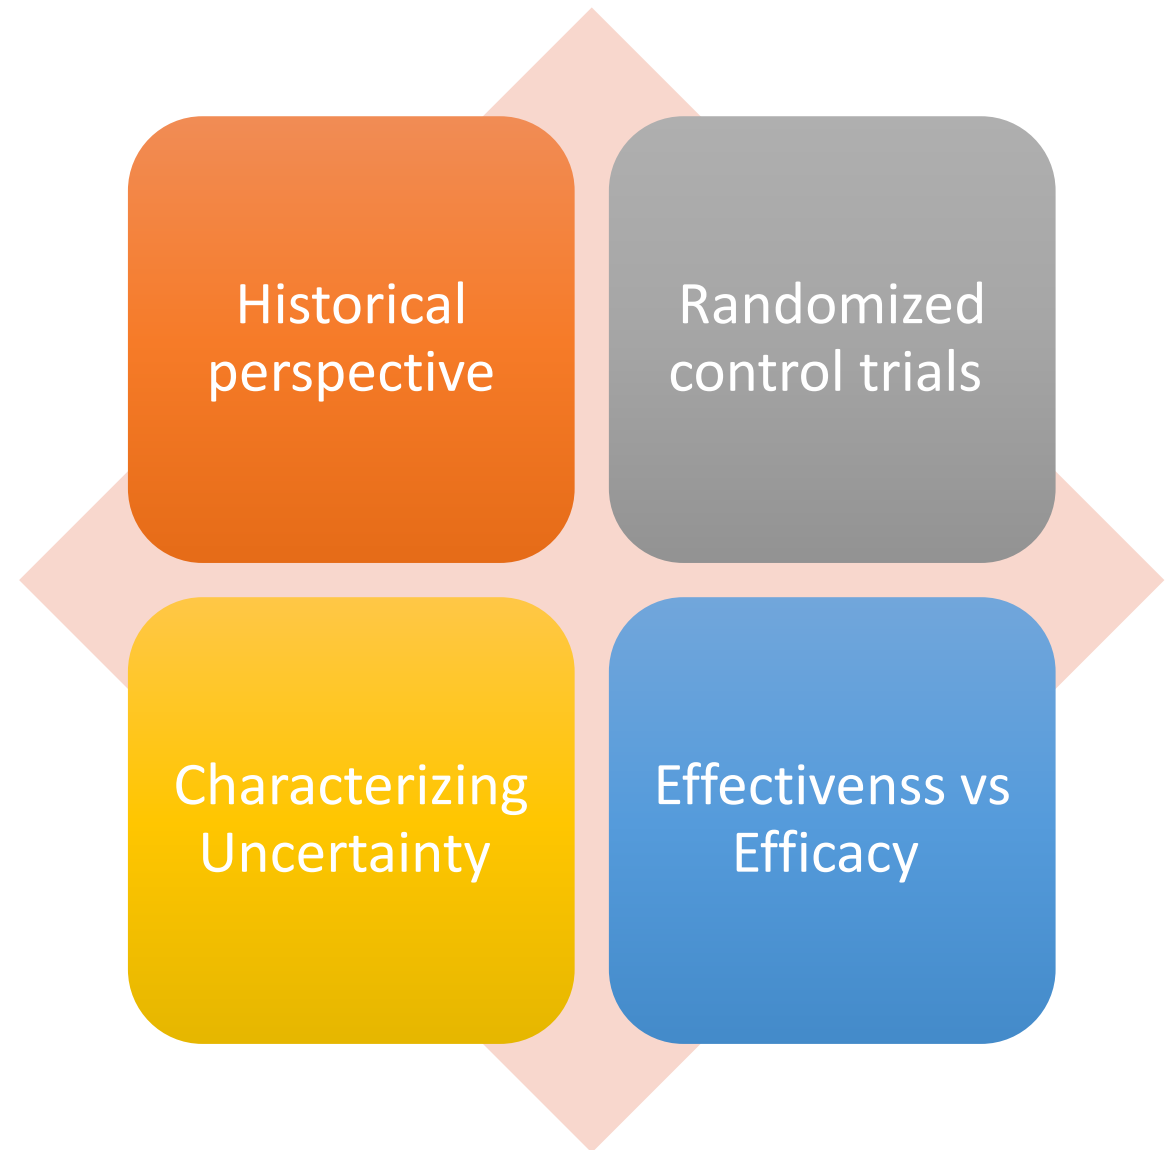 Historical
perspective
Randomized
control trials
Characterizing
Uncertainty
Effectivenss vs
Efficacy